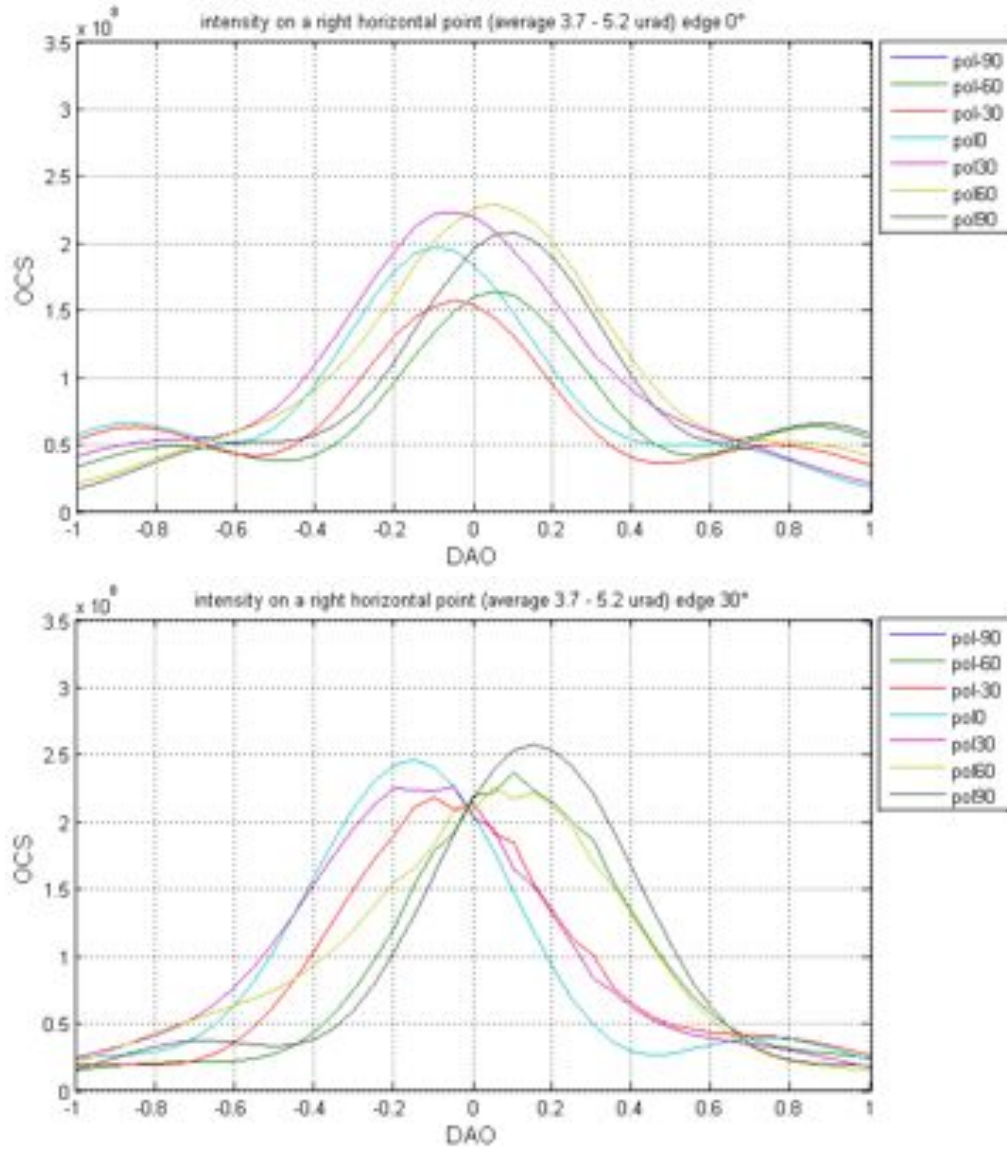 x 10⁸
intensity on a right horizontal point (average 3.7 - 5.2 urad) edge 0°
3.5
3
2.5
2
1.5
1
0.5
0
-1 -0.8 -0.6 -0.4 -0.2 0 0.2 0.4 0.6 0.8 1
OCS
DAO
pol-90
pol-60
pol-30
pol0
pol30
pol60
pol90
x 10⁸
intensity on a right horizontal point (average 3.7 - 5.2 urad) edge 30°
3.5
3
2.5
2
1.5
1
0.5
0
-1 -0.8 -0.6 -0.4 -0.2 0 0.2 0.4 0.6 0.8 1
OCS
DAO
pol-90
pol-60
pol-30
pol0
pol30
pol60
pol90